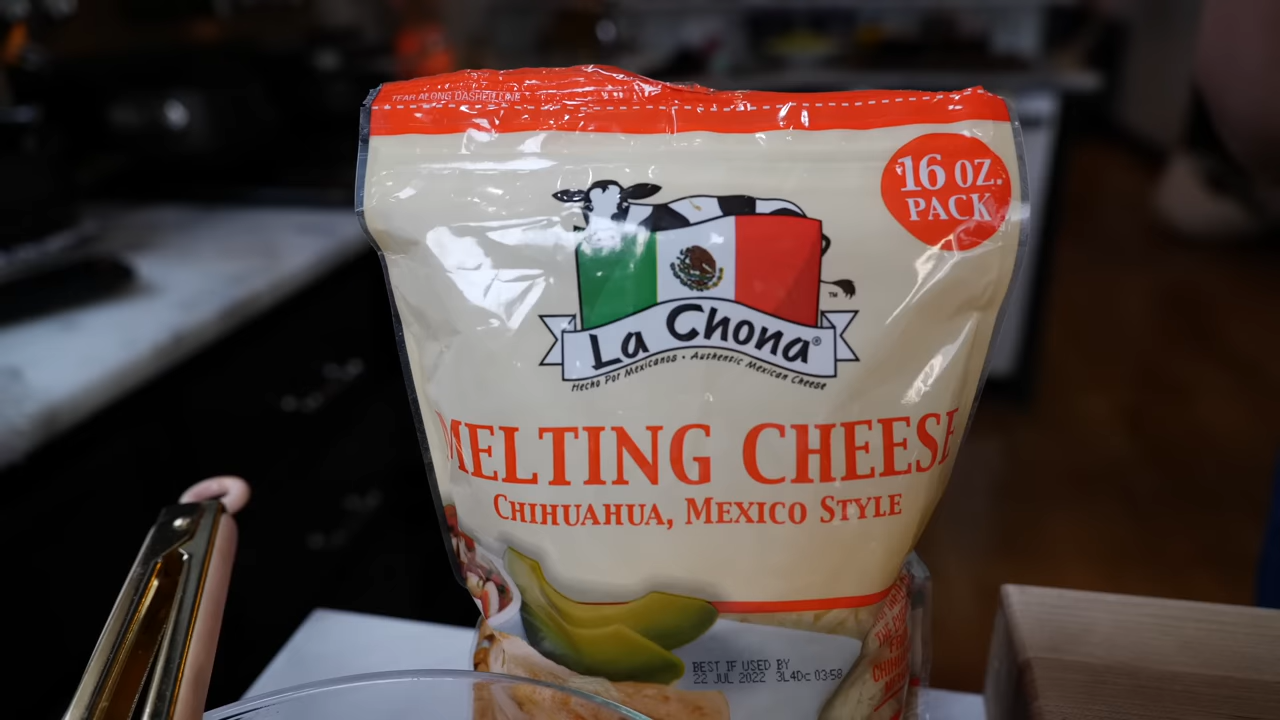 TEAR ALONG DASHED LINE
16 OZ.
PACK
TM
La Chona®
Hecho Por Mexicanos • Authentic Mexican Cheese
MELTING CHEESE
CHIHUAHUA, MEXICO STYLE
BEST IF USED BY
22 JUL 2022 3L4Dc 03:58